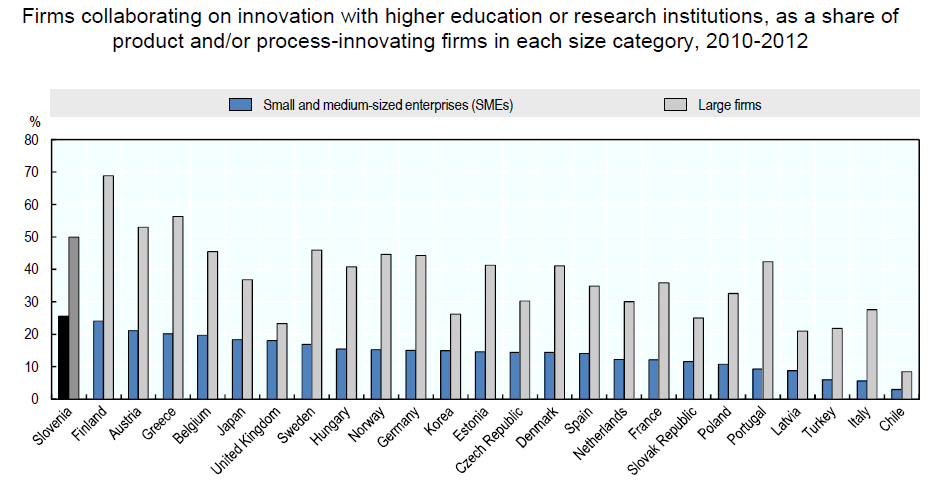 Firms collaborating on innovation with higher education or research institutions, as a share of
product and/or process-innovating firms in each size category, 2010-2012
Small and medium-sized enterprises (SMEs)
Large firms
%
80
70
60
50
40
30
20
10
0
Slovenia
Finland
Austria
Greece
Belgium
Japan
United Kingdom
Sweden
Hungary
Norway
Germany
Korea
Estonia
Czech Republic
Denmark
Spain
Netherlands
France
Slovak Republic
Poland
Portugal
Latvia
Turkey
Italy
Chile